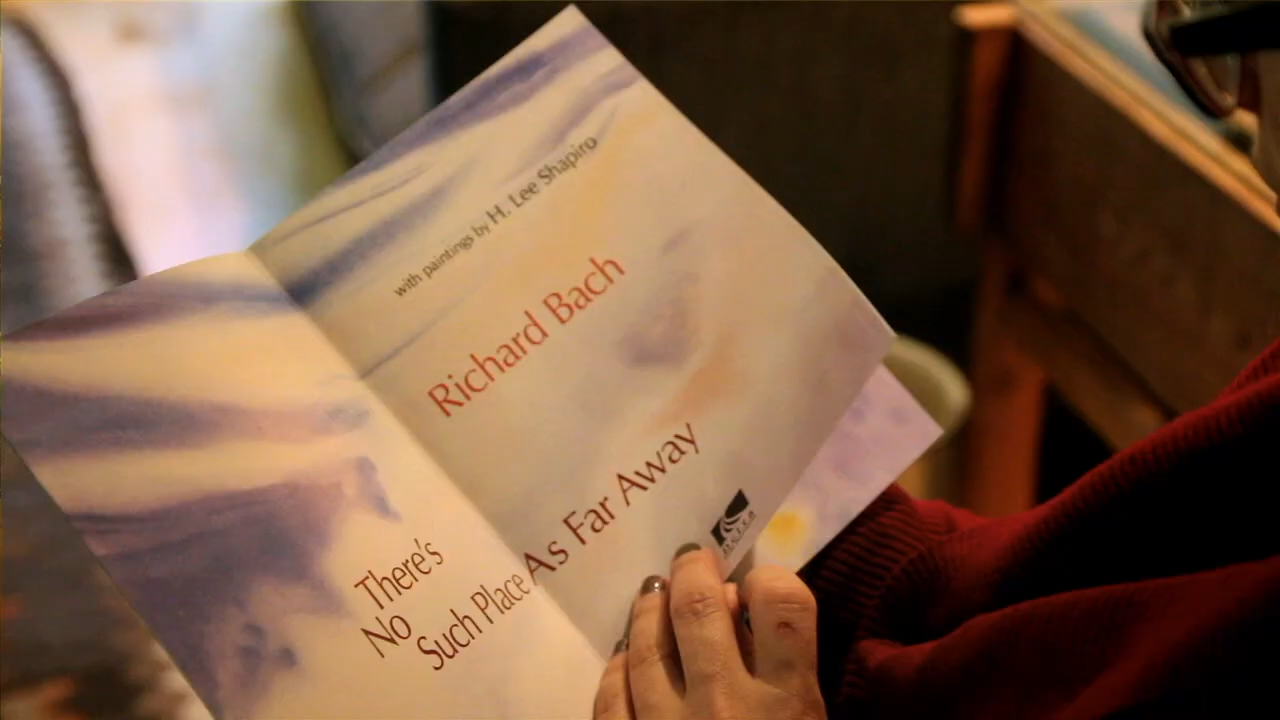 with paintings by H. Lee Shapiro
Richard Bach
There's
No
Such Place As Far Away